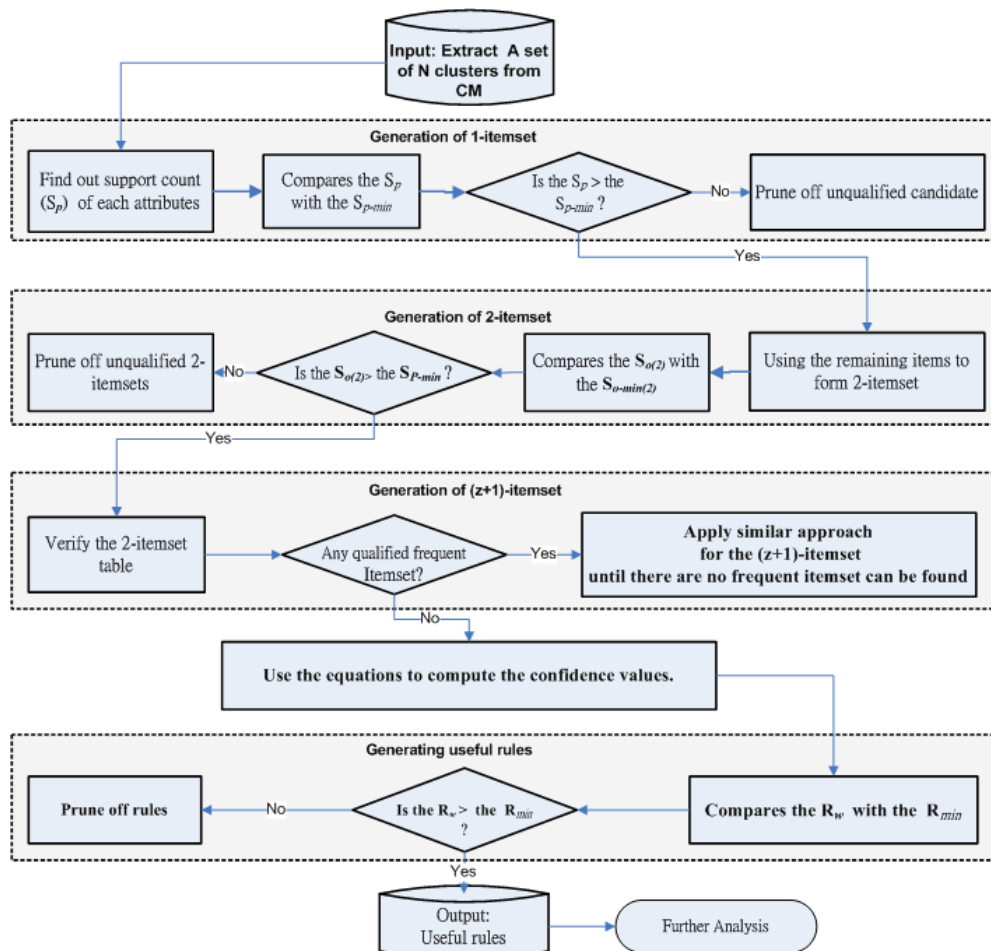 Input: Extract A set
of N clusters from
CM
Generation of 1-itemset
Find out support count
(Sp) of each attributes
Compares the Sp
with the Sp-min
Is the Sp > the
Sp-min ?
No
Prune off unqualified candidate
Yes
Generation of 2-itemset
Prune off unqualified 2-
itemsets
No
Is the So(2)> the SP-min ?
Compares the So(2) with
the So-min(2)
Using the remaining items to
form 2-itemset
Yes
Generation of (z+1)-itemset
Verify the 2-itemset
table
Any qualified frequent
Itemset?
Yes
Apply similar approach
for the (z+1)-itemset
until there are no frequent itemset can be found
No
Use the equations to compute the confidence values.
Generating useful rules
Prune off rules
No
Is the Rw > the Rmin
?
Compares the Rw with the Rmin
Yes
Output:
Useful rules
Further Analysis